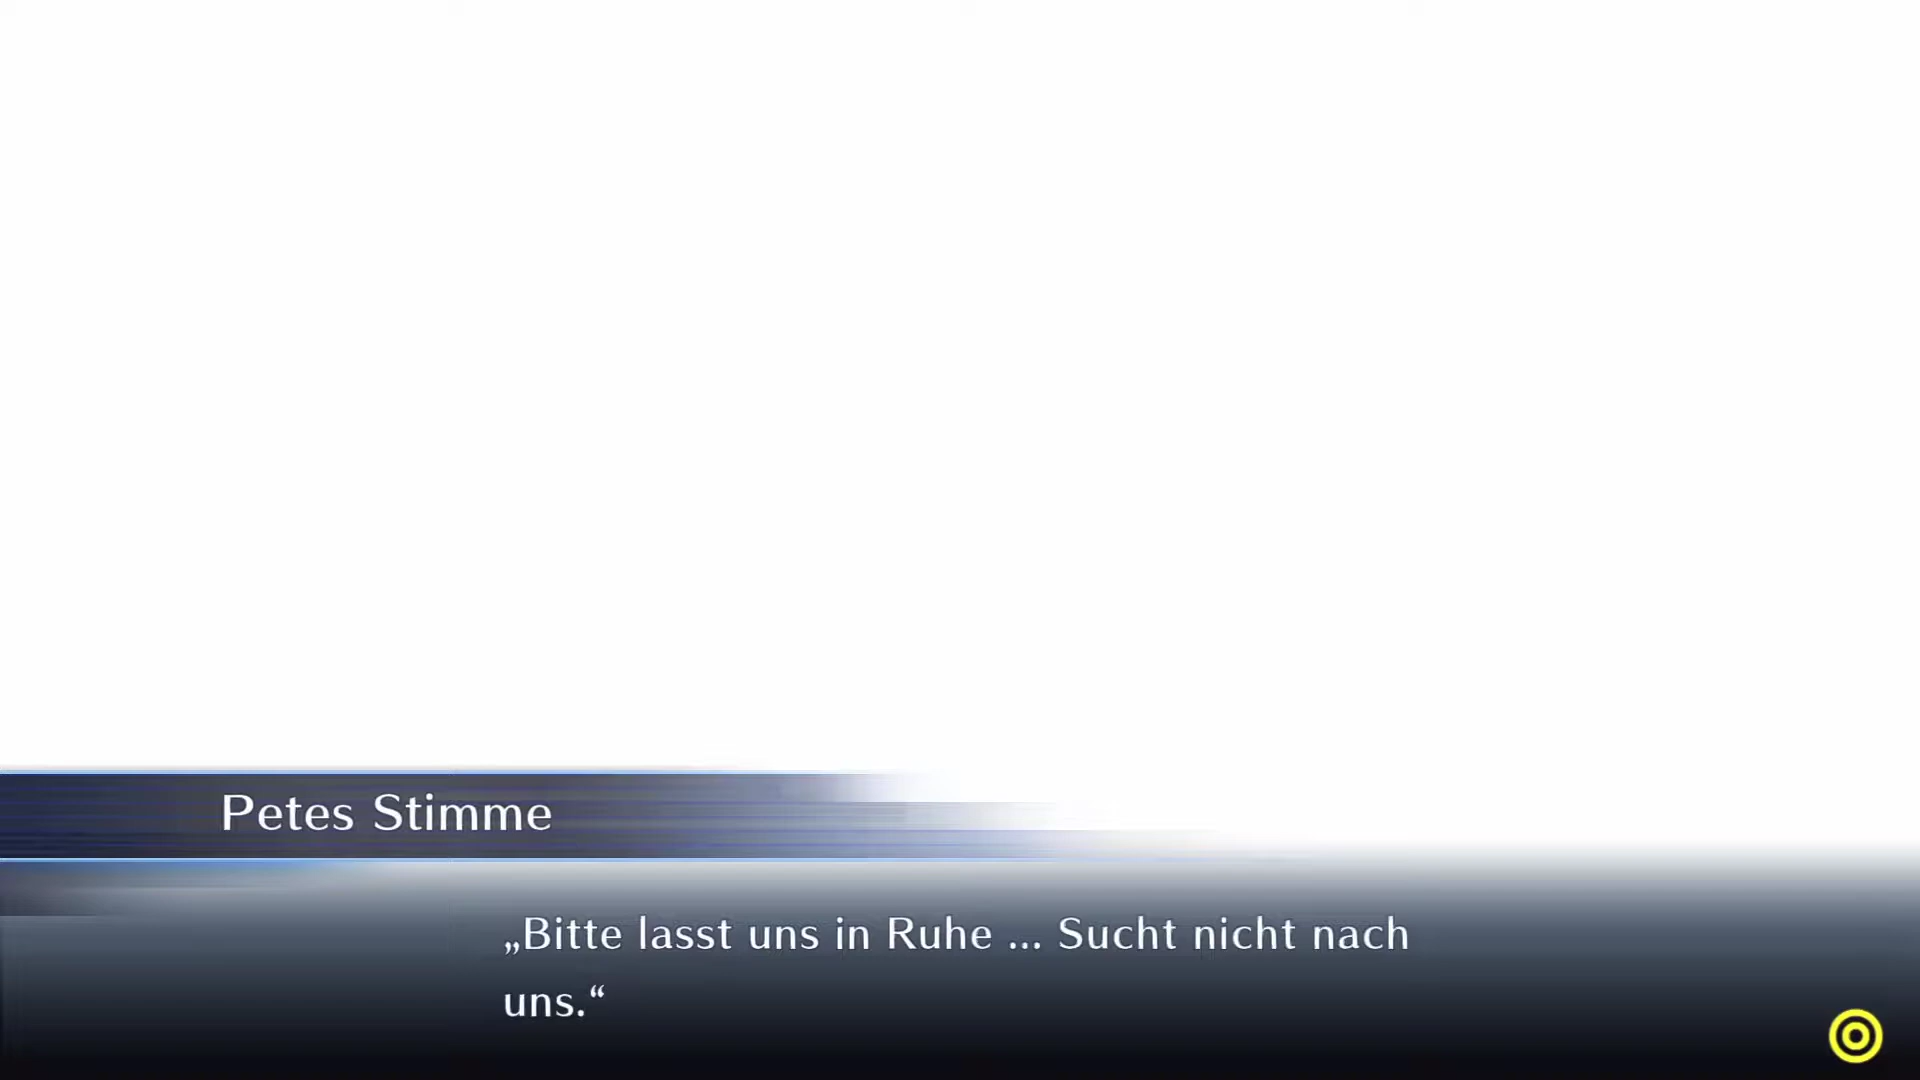 Petes Stimme
„Bitte lasst uns in Ruhe ... Sucht nicht nach
uns.“